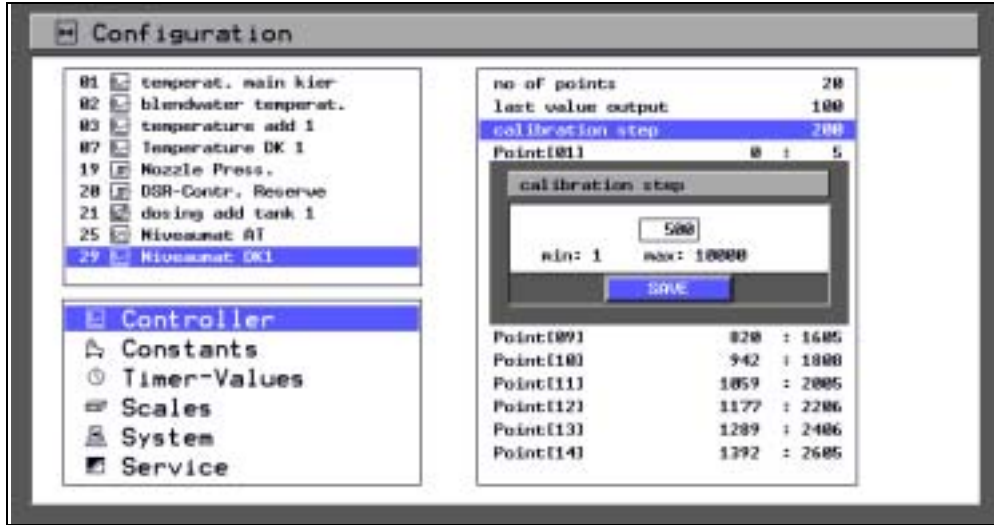 Configuration
01 temperat. main kier
02 blendwater temperat.
03 temperature add 1
07 Temperature DK 1
19 Nozzle Press.
20 DSR-Contr. Reserve
21 dosing add tank 1
25 Niveaumat AT
29 Niveaumat DK1
Controller
Constants
Timer-Values
Scales
System
Service
no of points 20
last value output 100
calibration step 200
Point[01] 0 : 5
calibration step
500
min: 1 max: 10000
SAVE
Point[09] 820 : 1605
Point[10] 942 : 1808
Point[11] 1059 : 2005
Point[12] 1177 : 2206
Point[13] 1289 : 2406
Point[14] 1392 : 2605